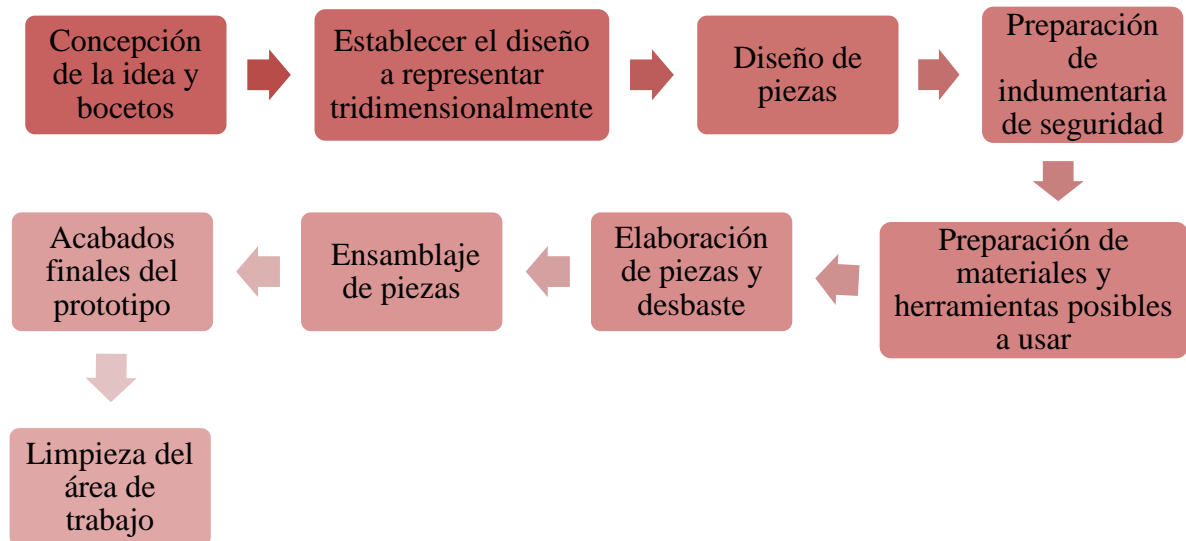 Concepción
de la idea y
bocetos
Establecer el diseño
a representar
tridimensionalmente
Diseño de
piezas
Preparación
de
indumentaria
de seguridad
Preparación de
materiales y
herramientas posibles
a usar
Elaboración
de piezas y
desbaste
Ensamblaje
de piezas
Acabados
finales del
prototipo
Limpieza del
área de
trabajo